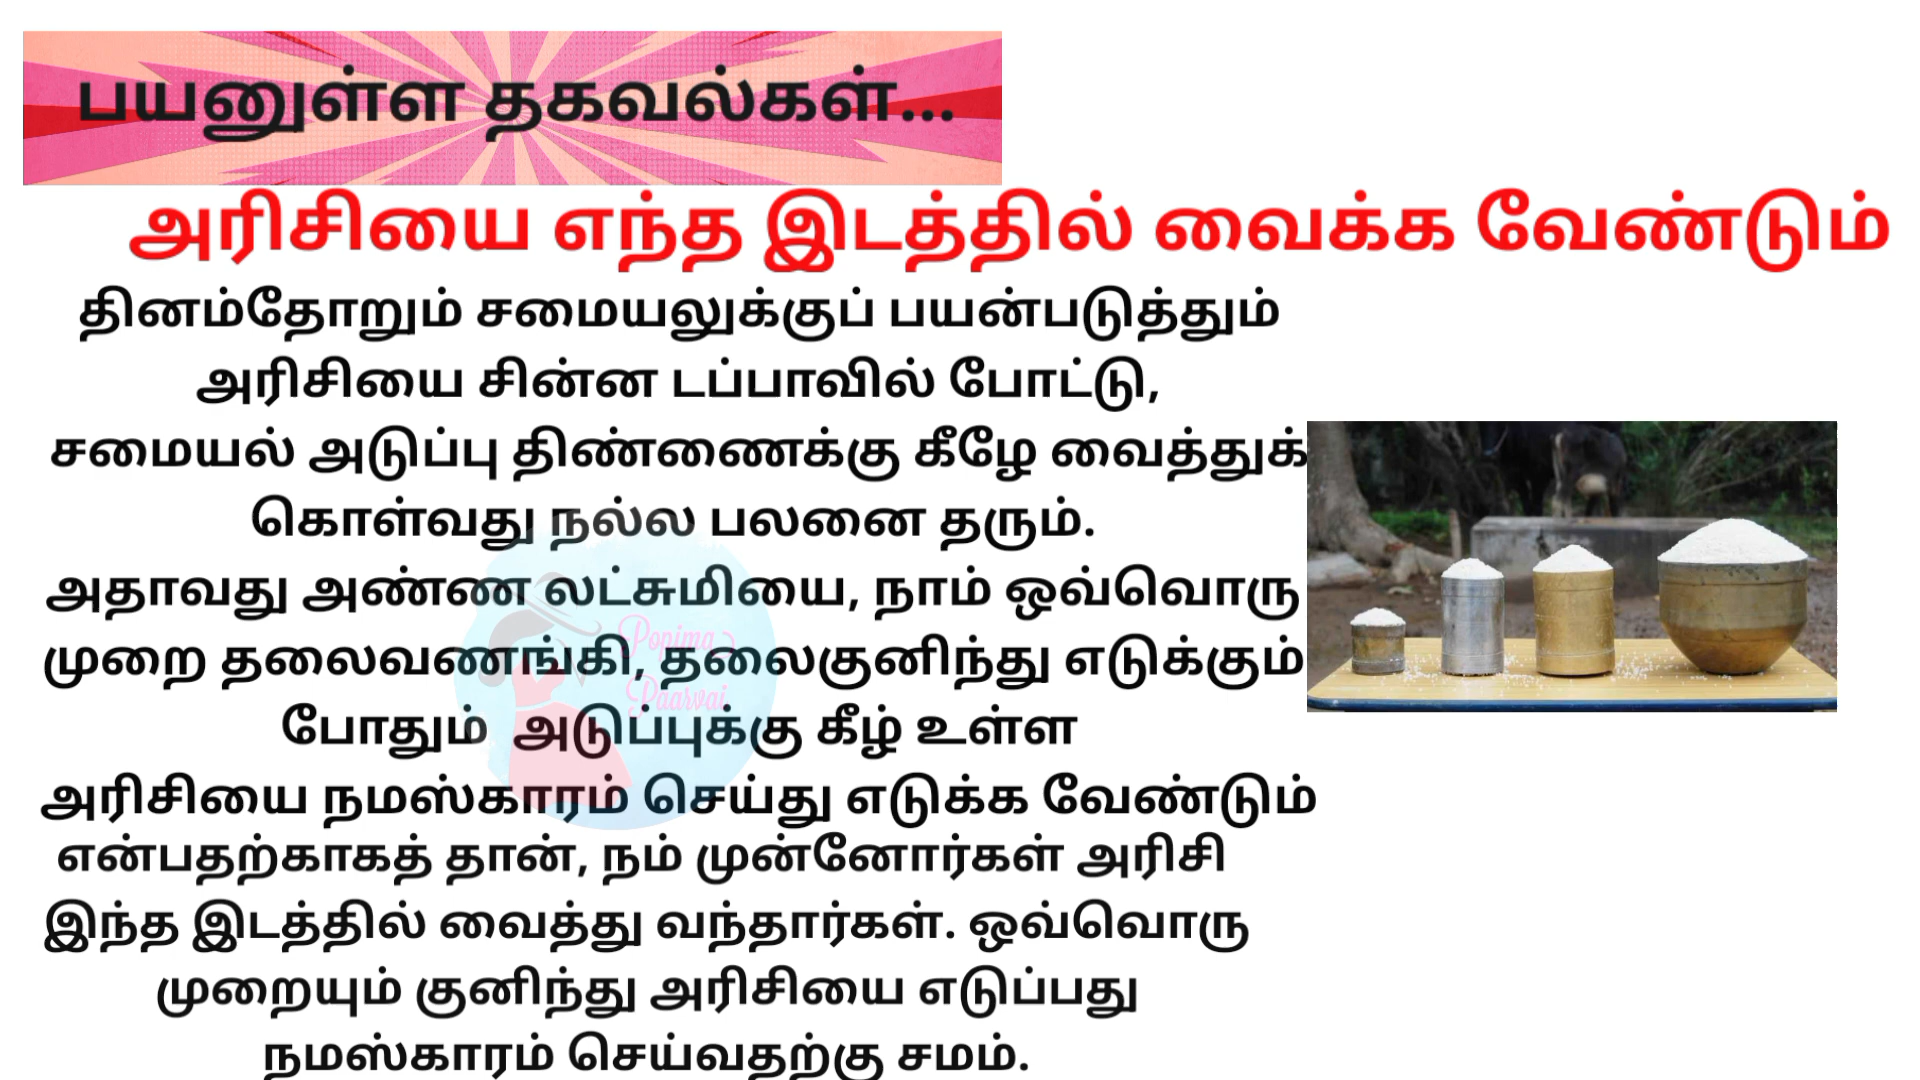 பயனுள்ள தகவல்கள்...
அரிசியை எந்த இடத்தில் வைக்க வேண்டும்
தினம்தோறும் சமையலுக்குப் பயன்படுத்தும்
அரிசியை சின்ன டப்பாவில் போட்டு,
சமையல் அடுப்பு திண்ணைக்கு கீழே வைத்துக்
கொள்வது நல்ல பலனை தரும்.
அதாவது அண்ண லட்சுமியை, நாம் ஒவ்வொரு
முறை தலைவணங்கி, தலைகுனிந்து எடுக்கும்
போதும் அடுப்புக்கு கீழ் உள்ள
அரிசியை நமஸ்காரம் செய்து எடுக்க வேண்டும்
என்பதற்காகத் தான், நம் முன்னோர்கள் அரிசி
இந்த இடத்தில் வைத்து வந்தார்கள். ஒவ்வொரு
முறையும் குனிந்து அரிசியை எடுப்பது
நமஸ்காரம் செய்வதற்கு சமம்.
Popima
Paarvai